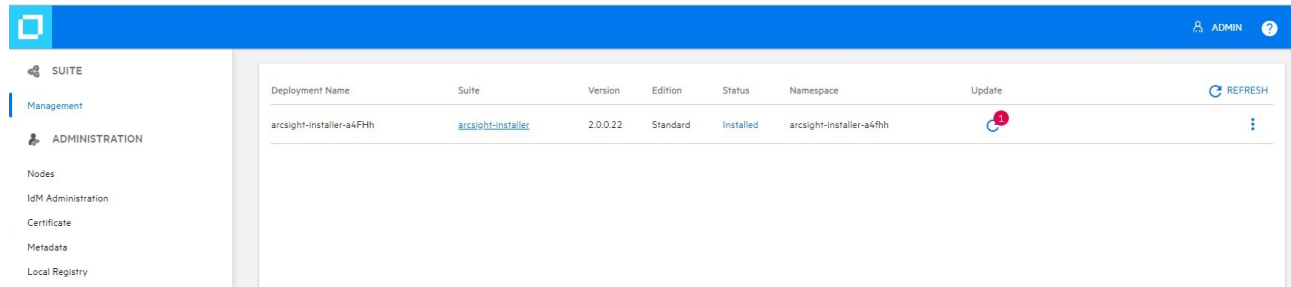 ADMIN ?
SUITE
Management
ADMINISTRATION
Nodes
IdM Administration
Certificate
Metadata
Local Registry
Deployment Name Suite Version Edition Status Namespace Update REFRESH
arcsight-installer-a4FHh arcsight-installer 2.0.0.22 Standard Installed arcsight-installer-a4fhh 1